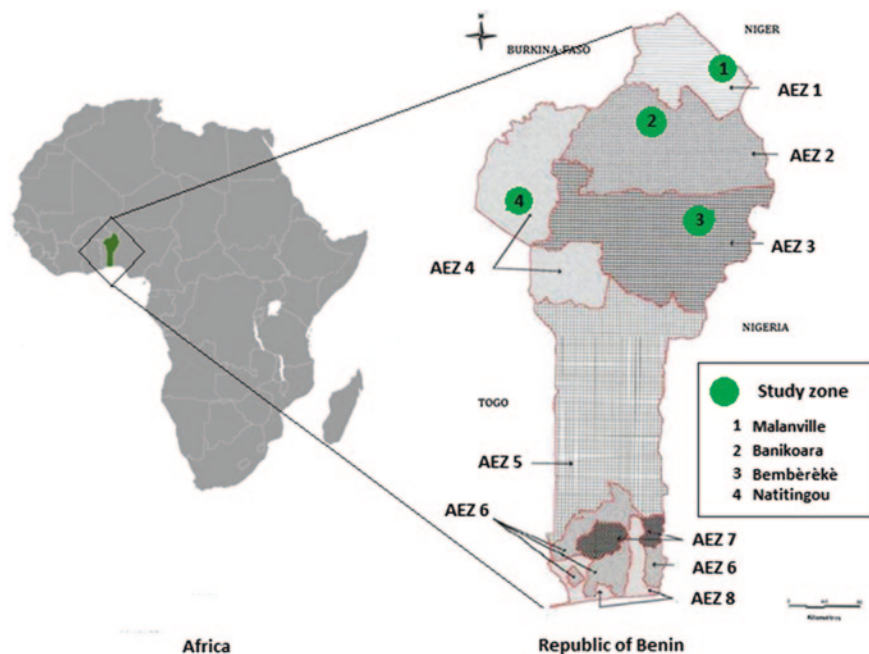 N
NIGER
BURKINA-FASO
1
AEZ 1
2
AEZ 2
4
3
AEZ 3
AEZ 4
NIGERIA
Study zone
TOGO
1 Malanville
2 Banikoara
3 Bembèrèkè
4 Natitingou
AEZ 5
AEZ 6
AEZ 7
AEZ 6
AEZ 8
Kilometres
Africa
Republic of Benin